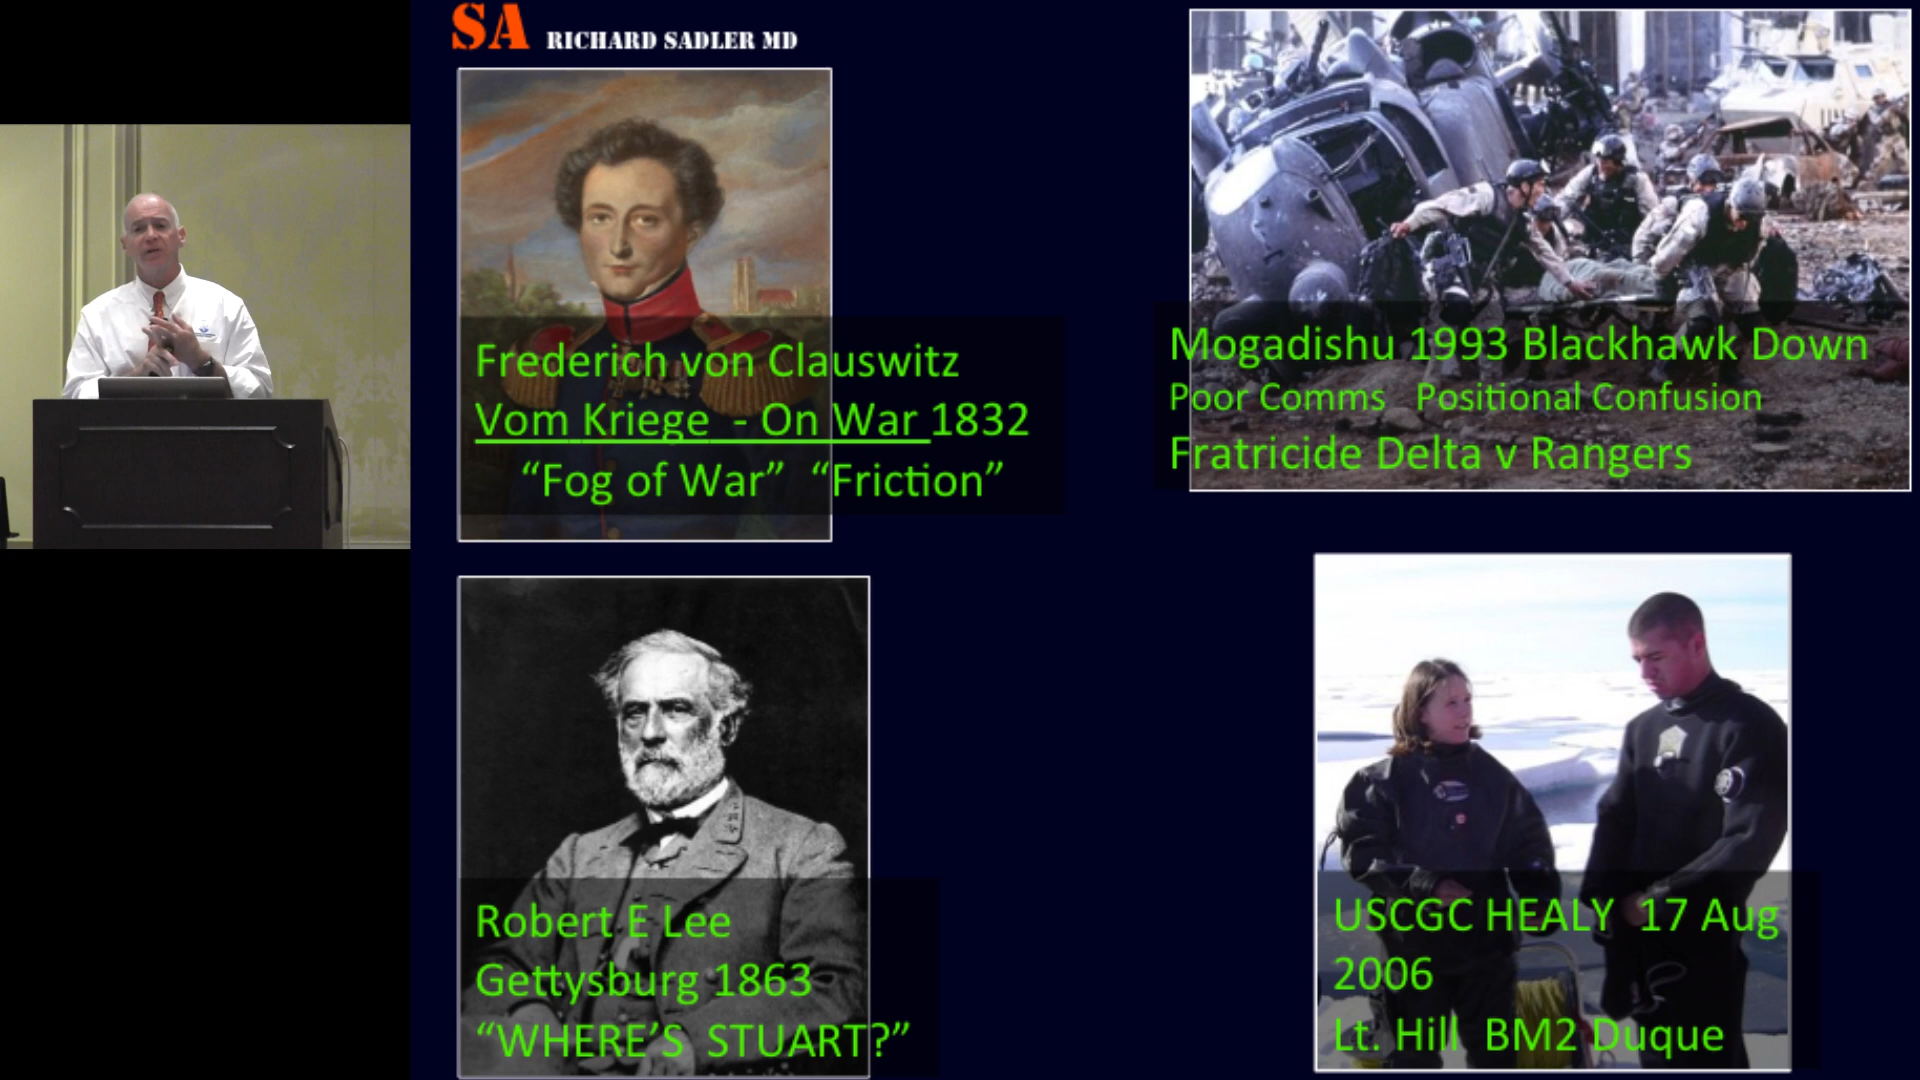 SA RICHARD SADLER MD
Frederich von Clauswitz
Vom Kriege - On War 1832
“Fog of War” “Friction”
Mogadishu 1993 Blackhawk Down
Poor Comms Positional Confusion
Fratricide Delta v Rangers
Robert E Lee
Gettysburg 1863
“WHERE’S STUART?”
USCGC HEALY 17 Aug
2006
Lt. Hill BM2 Duque